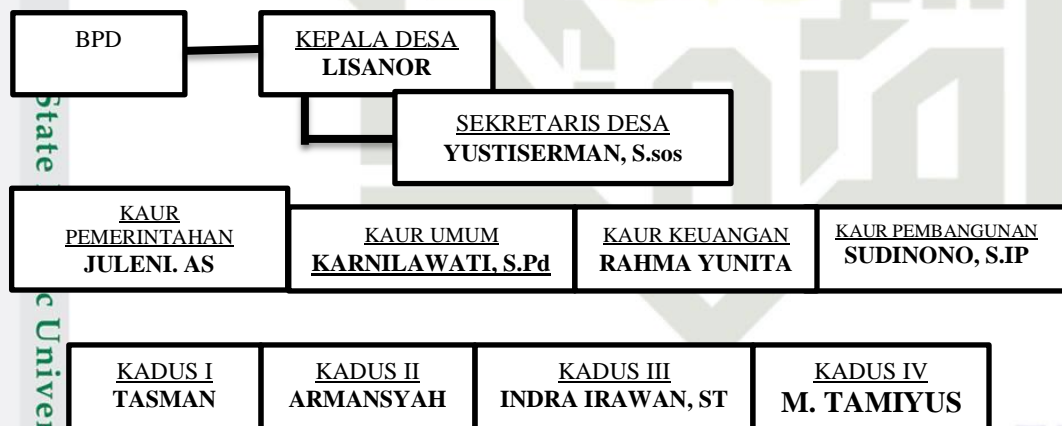 BPD
KEPALA DESA
LISANOR
SEKRETARIS DESA
YUSTISERMAN, S.sos
KAUR
PEMERINTAHAN
JULENI. AS
KAUR UMUM
KARNILAWATI, S.Pd
KAUR KEUANGAN
RAHMA YUNITA
KAUR PEMBANGUNAN
SUDINONO, S.IP
KADUS I
TASMAN
KADUS II
ARMANSYAH
KADUS III
INDRA IRAWAN, ST
KADUS IV
M. TAMIYUS
State